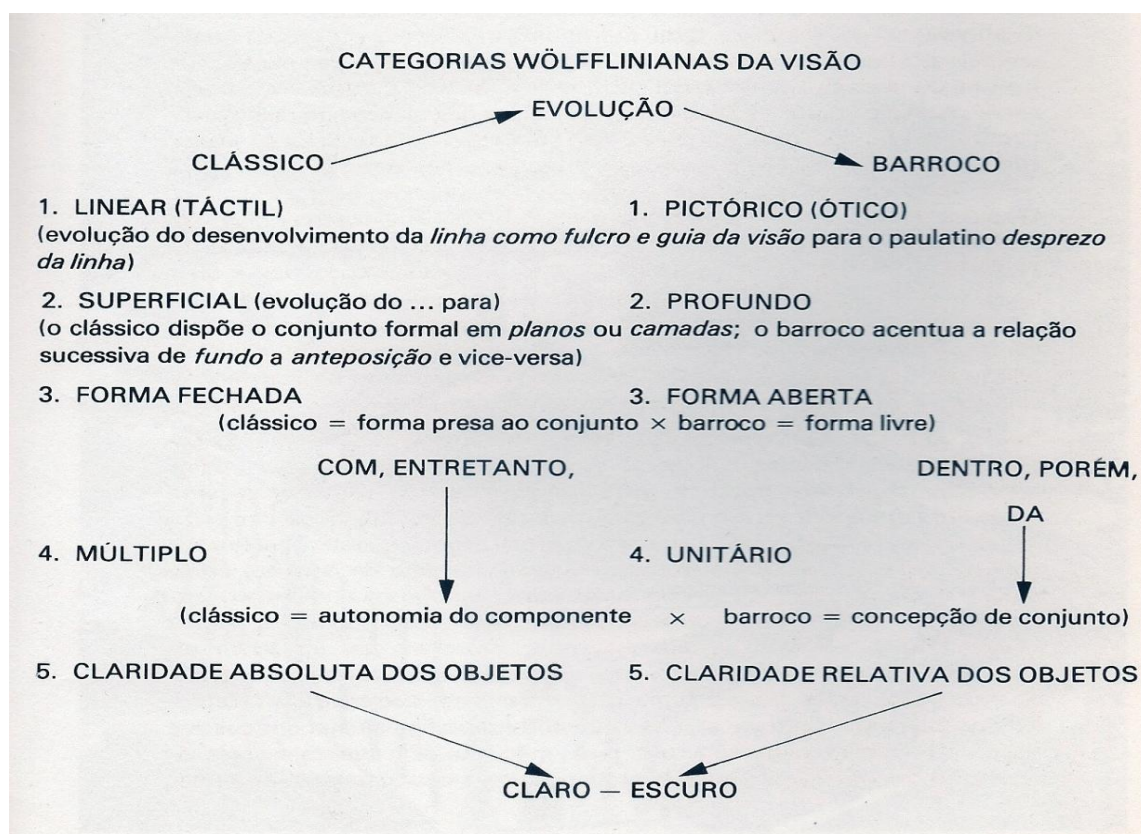 CATEGORIAS WÖLFFLINIANAS DA VISÃO
EVOLUÇÃO
CLÁSSICO BARROCO
1. LINEAR (TÁCTIL) 1. PICTÓRICO (ÓTICO)
(evolução do desenvolvimento da linha como fulcro e guia da visão para o paulatino desprezo
da linha)
2. SUPERFICIAL (evolução do ... para) 2. PROFUNDO
(o clássico dispõe o conjunto formal em planos ou camadas; o barroco acentua a relação
sucessiva de fundo a anteposição e vice-versa)
3. FORMA FECHADA 3. FORMA ABERTA
(clássico = forma presa ao conjunto × barroco = forma livre)
COM, ENTRETANTO, DENTRO, PORÉM,
DA
4. MÚLTIPLO 4. UNITÁRIO
(clássico = autonomia do componente × barroco = concepção de conjunto)
5. CLARIDADE ABSOLUTA DOS OBJETOS 5. CLARIDADE RELATIVA DOS OBJETOS
CLARO — ESCURO